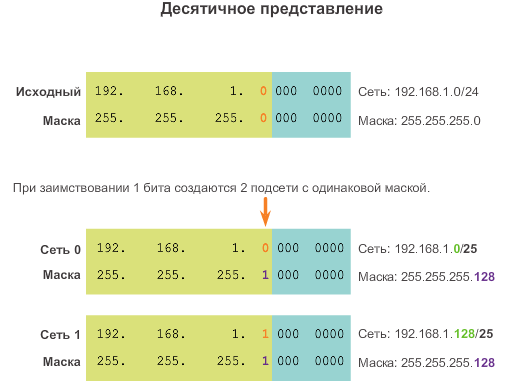 Десятичное представление
Исходный 192. 168. 1. 0 000 0000 Сеть: 192.168.1.0/24
Маска 255. 255. 255. 0 000 0000 Маска: 255.255.255.0
При заимствовании 1 бита создаются 2 подсети с одинаковой маской.
Сеть 0 192. 168. 1. 0 000 0000 Сеть: 192.168.1.0/25
Маска 255. 255. 255. 1 000 0000 Маска: 255.255.255.128
Сеть 1 192. 168. 1. 1 000 0000 Сеть: 192.168.1.128/25
Маска 255. 255. 255. 1 000 0000 Маска: 255.255.255.128